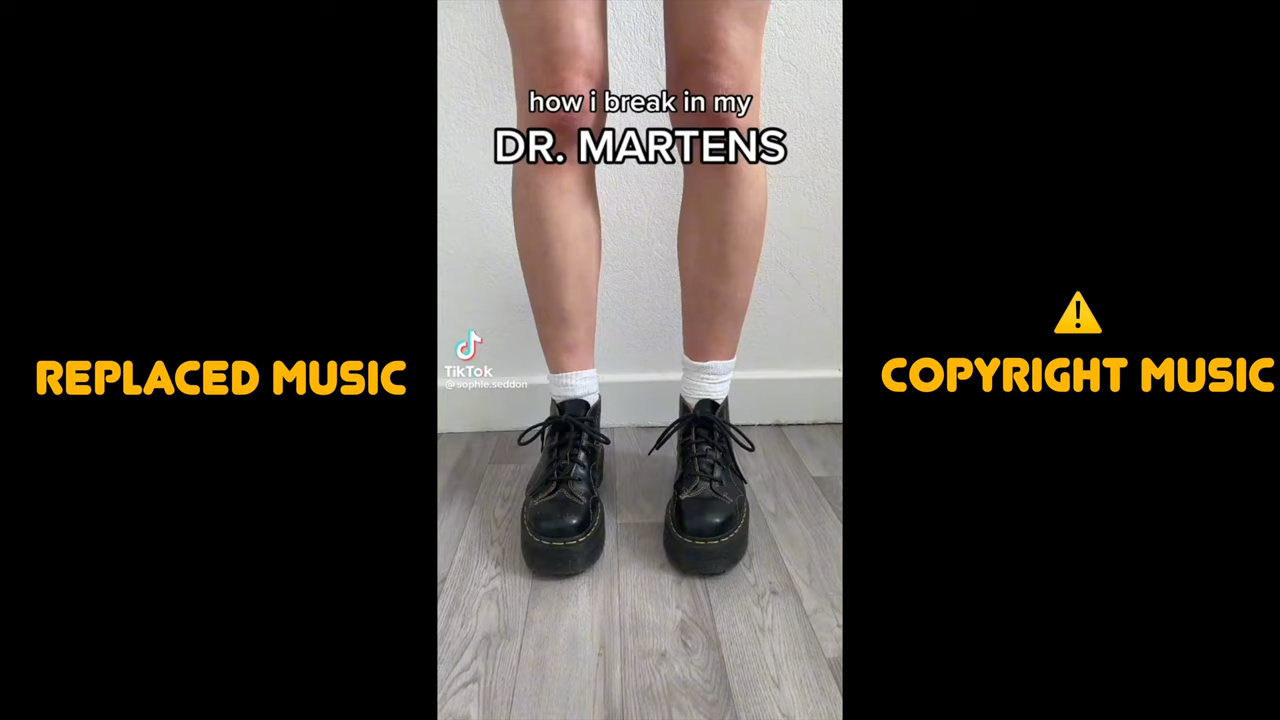 how i break in my
DR. MARTENS
REPLACED MUSIC
⚠️
COPYRIGHT MUSIC
TikTok
@sophie.seddon